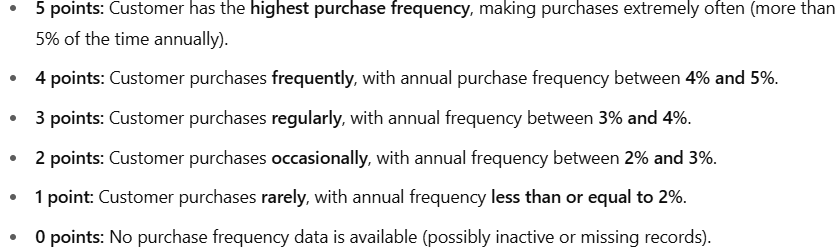 • 5 points: Customer has the highest purchase frequency, making purchases extremely often (more than
5% of the time annually).
• 4 points: Customer purchases frequently, with annual purchase frequency between 4% and 5%.
• 3 points: Customer purchases regularly, with annual frequency between 3% and 4%.
• 2 points: Customer purchases occasionally, with annual frequency between 2% and 3%.
• 1 point: Customer purchases rarely, with annual frequency less than or equal to 2%.
• 0 points: No purchase frequency data is available (possibly inactive or missing records).